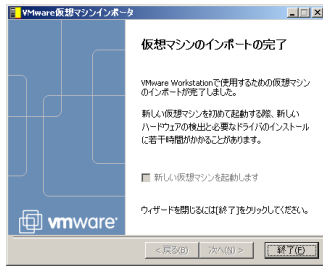 VMware仮想マシンインポータ
仮想マシンのインポートの完了
VMware Workstationで使用するための仮想マシン
のインポートが完了しました。
新しい仮想マシンを初めて起動する際、新しい
ハードウェアの検出と必要なドライバのインストール
に若干時間がかかることがあります。
新しい仮想マシンを起動します
ウィザードを閉じるには[終了]をクリックしてください。
vmware
< 戻る(B)
次へ(N) >
終了(F)